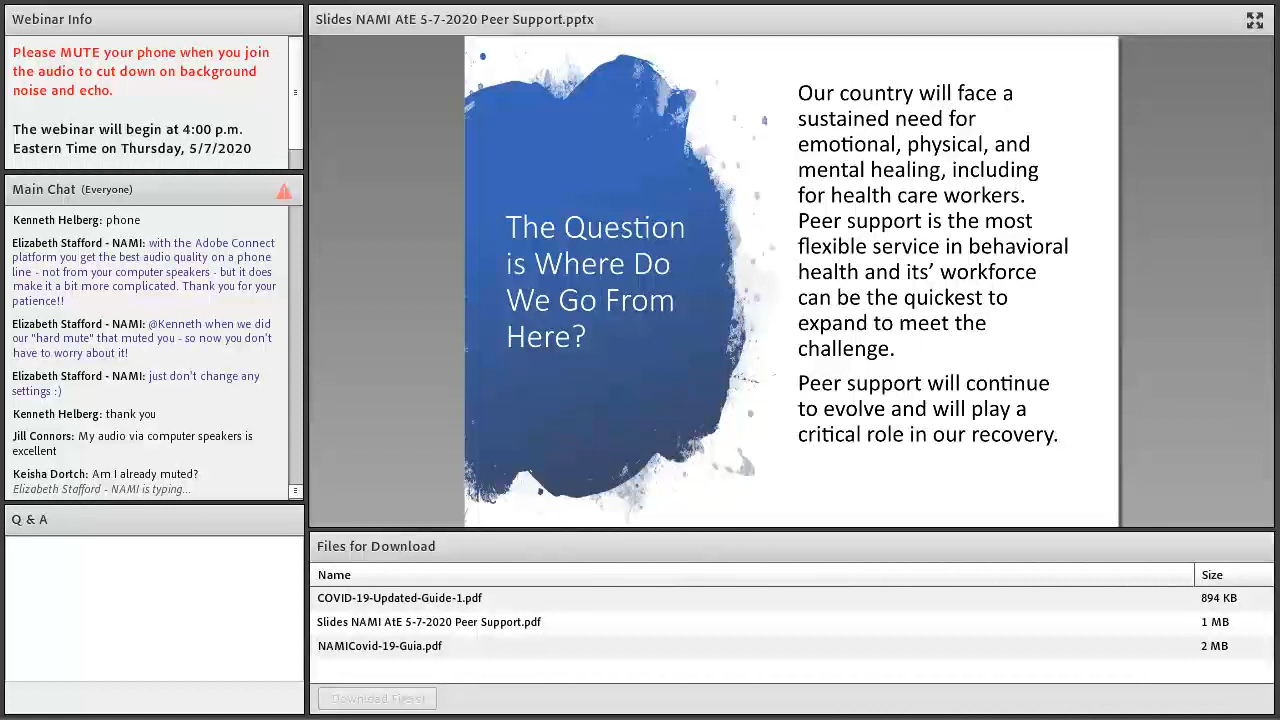 Webinar Info
Please MUTE your phone when you join
the audio to cut down on background
noise and echo.
The webinar will begin at 4:00 p.m.
Eastern Time on Thursday, 5/7/2020
Main Chat (Everyone)
Kenneth Helberg: phone
Elizabeth Stafford - NAMI: with the Adobe Connect
platform you get the best audio quality on a phone
line - not from your computer speakers - but it does
make it a bit more complicated. Thank you for your
patience!!
Elizabeth Stafford - NAMI: @Kenneth when we did
our "hard mute" that muted you - so now you don't
have to worry about it!
Elizabeth Stafford - NAMI: just don't change any
settings :)
Kenneth Helberg: thank you
Jill Connors: My audio via computer speakers is
excellent
Keisha Dortch: Am I already muted?
Elizabeth Stafford - NAMI is typing...
Q & A
Slides NAMI AtE 5-7-2020 Peer Support.pptx
The Question
is Where Do
We Go From
Here?
Our country will face a
sustained need for
emotional, physical, and
mental healing, including
for health care workers.
Peer support is the most
flexible service in behavioral
health and its’ workforce
can be the quickest to
expand to meet the
challenge.
Peer support will continue
to evolve and will play a
critical role in our recovery.
Files for Download
Name Size
COVID-19-Updated-Guide-1.pdf 894 KB
Slides NAMI AtE 5-7-2020 Peer Support.pdf 1 MB
NAMICovid-19-Guia.pdf 2 MB
Download File(s)